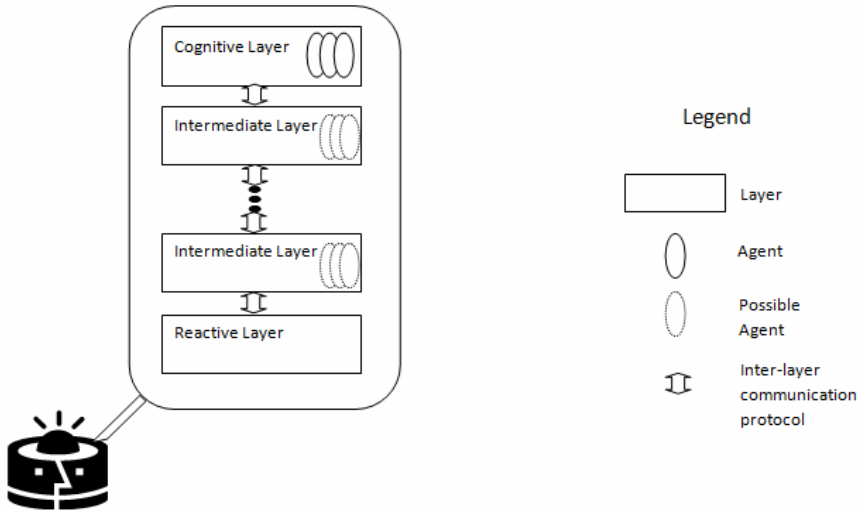 Cognitive Layer
Intermediate Layer
Intermediate Layer
Reactive Layer
Legend
Layer
Agent
Possible
Agent
Inter-layer
communication
protocol